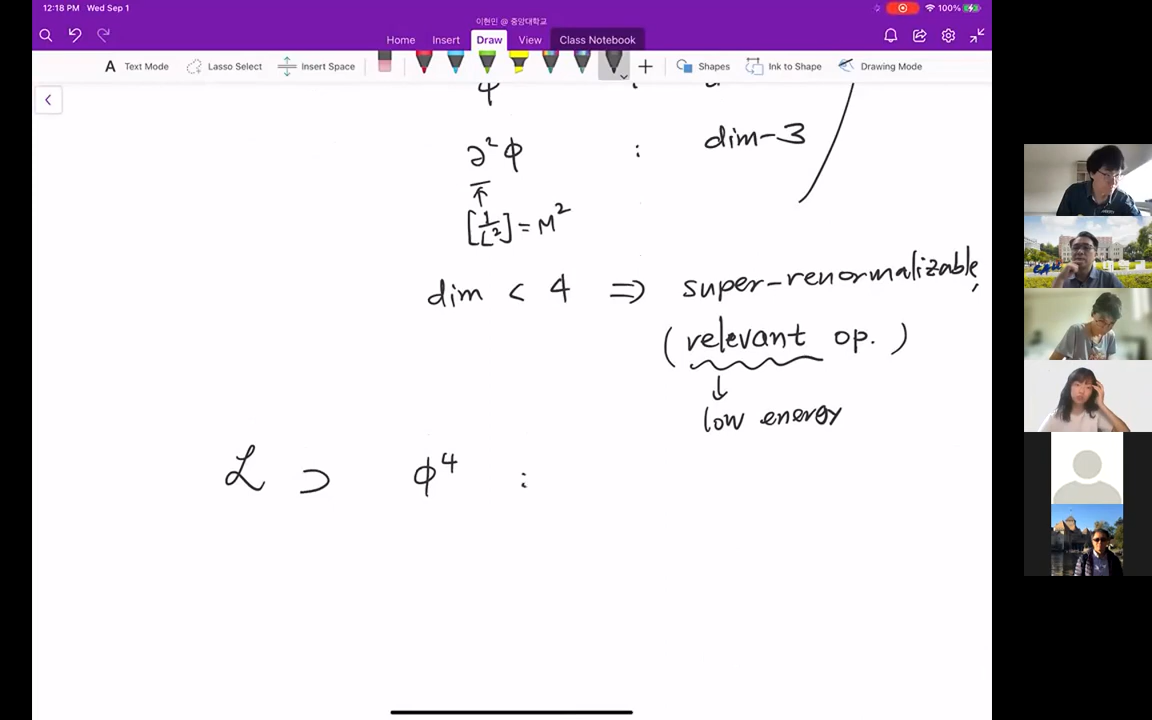 12:18 PM Wed Sep 1
100%
이현민 @ 중앙대학교
Home Insert Draw View Class Notebook
Text Mode Lasso Select Insert Space Shapes Ink to Shape Drawing Mode
∂²φ : dim-3
[1/L²] = M²
dim < 4 ⇒ super-renormalizable,
(relevant op.)
↓
low energy
ℒ ⊃ φ⁴ :